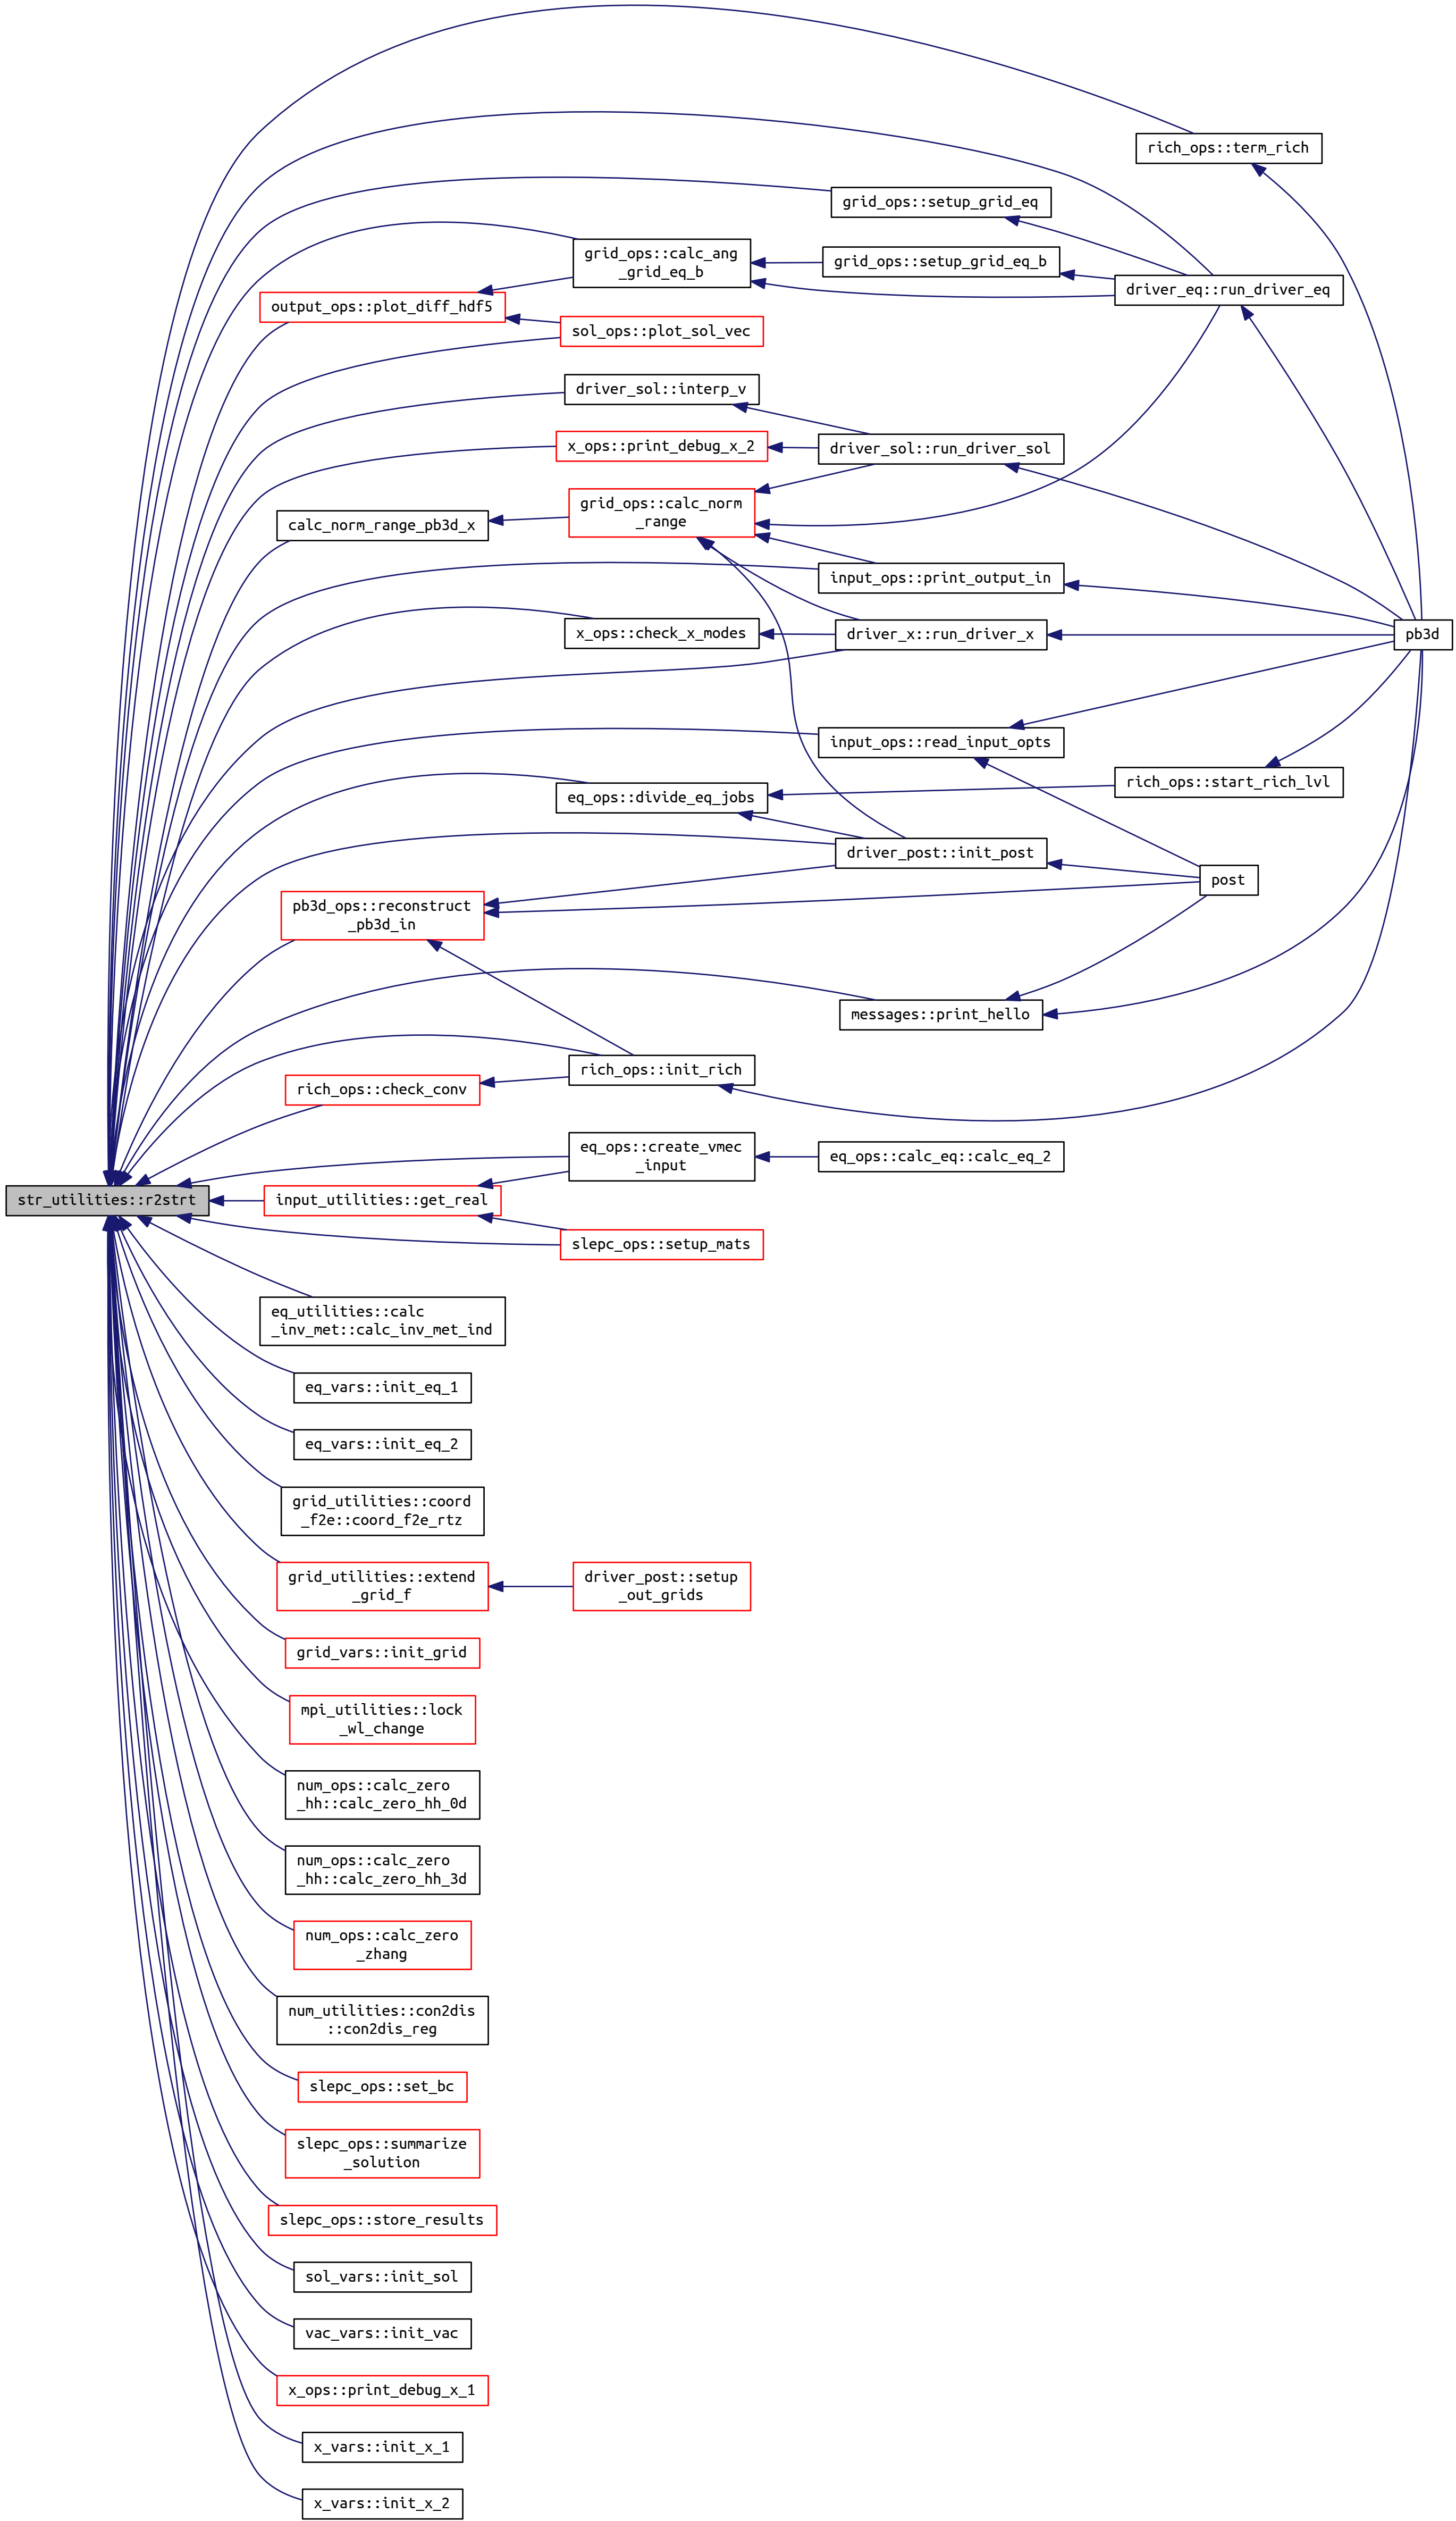 rich_ops::term_rich
grid_ops::setup_grid_eq
grid_ops::calc_ang
_grid_eq_b
grid_ops::setup_grid_eq_b
driver_eq::run_driver_eq
output_ops::plot_diff_hdf5
sol_ops::plot_sol_vec
driver_sol::interp_v
x_ops::print_debug_x_2
driver_sol::run_driver_sol
grid_ops::calc_norm
_range
calc_norm_range_pb3d_x
input_ops::print_output_in
x_ops::check_x_modes
driver_x::run_driver_x
pb3d
input_ops::read_input_opts
rich_ops::start_rich_lvl
eq_ops::divide_eq_jobs
driver_post::init_post
post
pb3d_ops::reconstruct
_pb3d_in
messages::print_hello
rich_ops::init_rich
rich_ops::check_conv
eq_ops::create_vmec
_input
eq_ops::calc_eq::calc_eq_2
str_utilities::r2strt
input_utilities::get_real
slepc_ops::setup_mats
eq_utilities::calc
_inv_met::calc_inv_met_ind
eq_vars::init_eq_1
eq_vars::init_eq_2
grid_utilities::coord
_f2e::coord_f2e_rtz
grid_utilities::extend
_grid_f
driver_post::setup
_out_grids
grid_vars::init_grid
mpi_utilities::lock
_wl_change
num_ops::calc_zero
_hh::calc_zero_hh_0d
num_ops::calc_zero
_hh::calc_zero_hh_3d
num_ops::calc_zero
_zhang
num_utilities::con2dis
::con2dis_reg
slepc_ops::set_bc
slepc_ops::summarize
_solution
slepc_ops::store_results
sol_vars::init_sol
vac_vars::init_vac
x_ops::print_debug_x_1
x_vars::init_x_1
x_vars::init_x_2